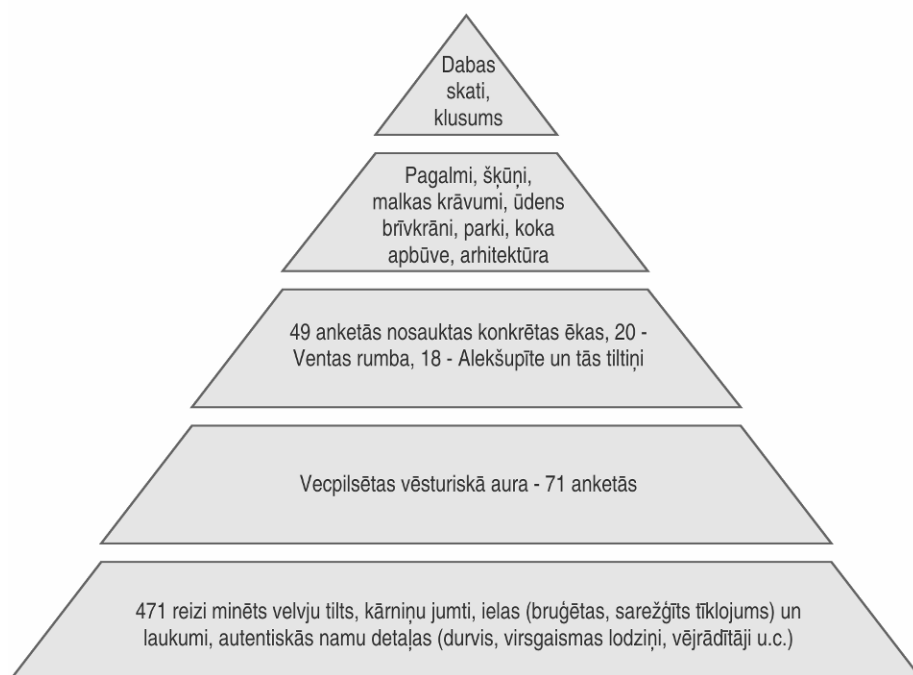 Dabas
skati,
klusums
Pagalmi, šķūņi,
malkas krāvumi, ūdens
brīvkrāni, parki, koka
apbūve, arhitektūra
49 anketās nosauktas konkrētas ēkas, 20 -
Ventas rumba, 18 - Alekšupīte un tās tiltiņi
Vecpilsētas vēsturiskā aura - 71 anketās
471 reizi minēts velvju tilts, kārniņu jumti, ielas (bruģētas, sarežģīts tīklojums) un
laukumi, autentiskās namu detaļas (durvis, virsgaismas lodziņi, vējrādītāji u.c.)